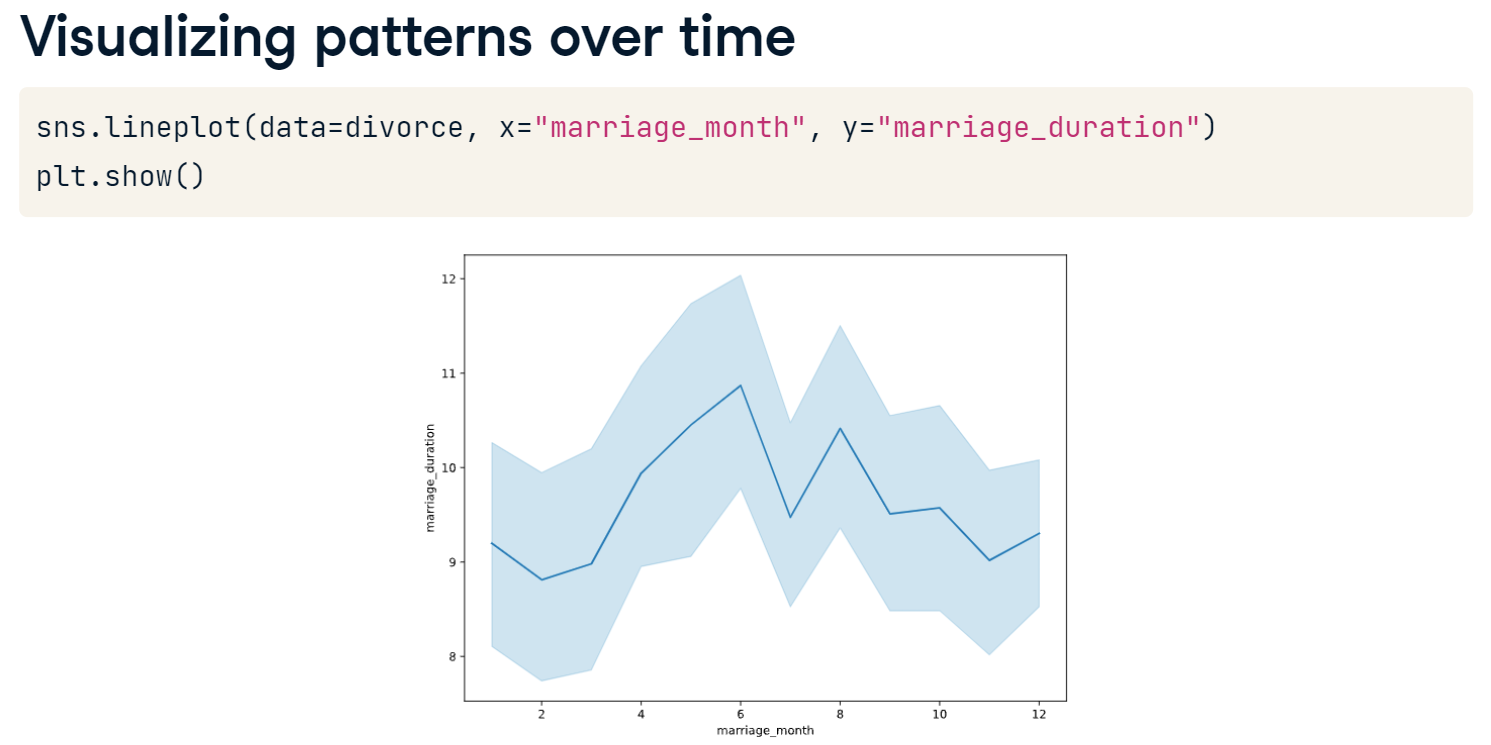 Visualizing patterns over time
sns.lineplot(data=divorce, x="marriage_month", y="marriage_duration")
plt.show()
12
11
10
9
8
marriage_duration
2
4
6
8
10
12
marriage_month